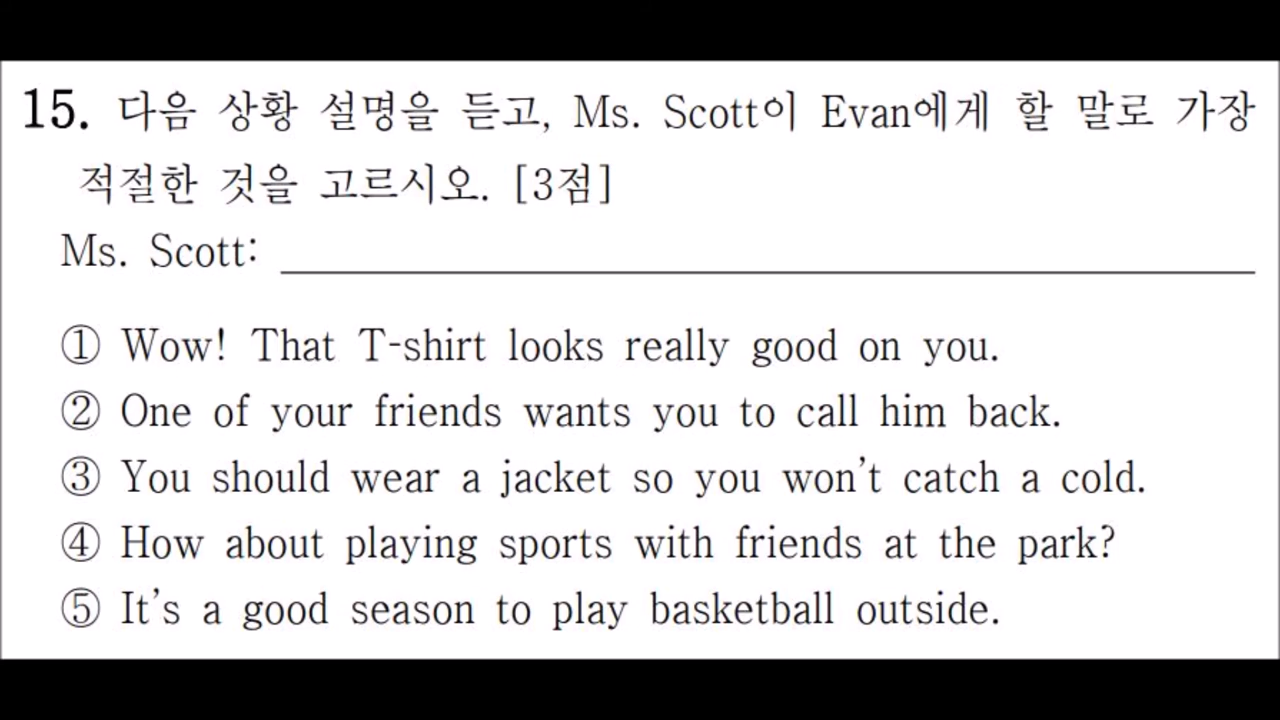 15. 다음 상황 설명을 듣고, Ms. Scott이 Evan에게 할 말로 가장
적절한 것을 고르시오. [3점]
Ms. Scott:
① Wow! That T-shirt looks really good on you.
② One of your friends wants you to call him back.
③ You should wear a jacket so you won't catch a cold.
④ How about playing sports with friends at the park?
⑤ It's a good season to play basketball outside.